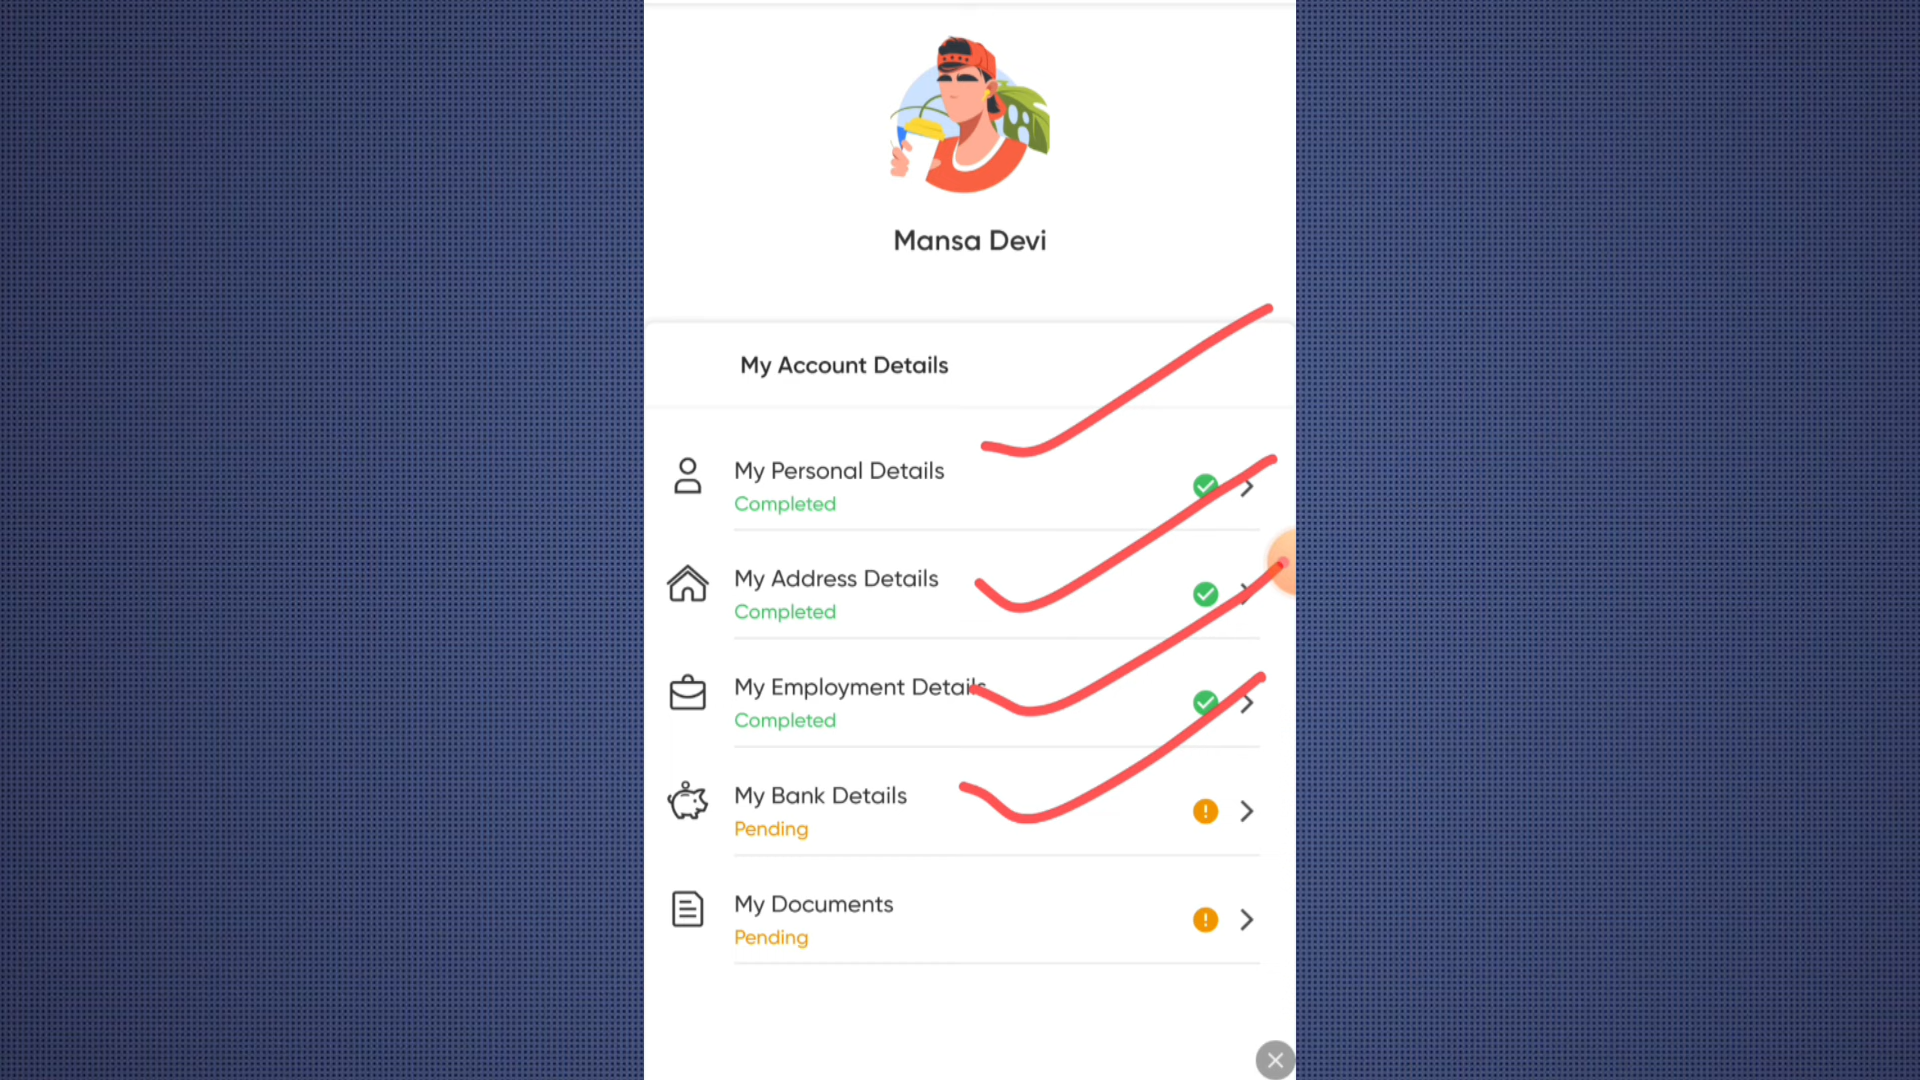 Mansa Devi
My Account Details
My Personal Details
Completed
My Address Details
Completed
My Employment Details
Completed
My Bank Details
Pending
My Documents
Pending